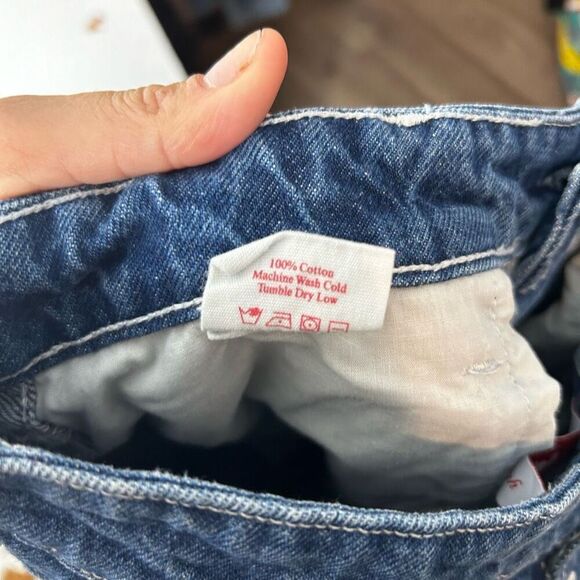 100% Cotton
Machine Wash Cold
Tumble Dry Low